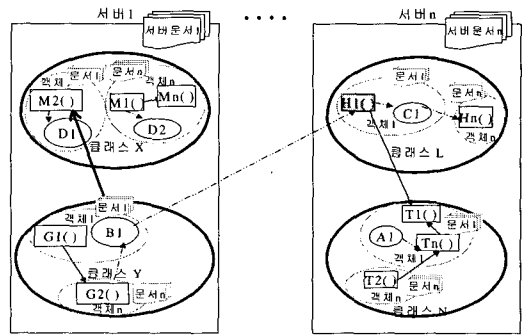 서버1
서버문서1
....
서버n
서버문서n
객체1
문서1
문서n
객체n
M2( )
M1( )
Mn( )
D1
D2
클래스 X
문서1
객체1
G1( )
B1
클래스 Y
G2( )
문서n
객체n
문서1
H1( )
C1
객체1
문서n
Hn( )
객체n
클래스 L
T1( )
문서1
A1
Tn( )
객체1
T2( )
문서n
객체n
클래스 N